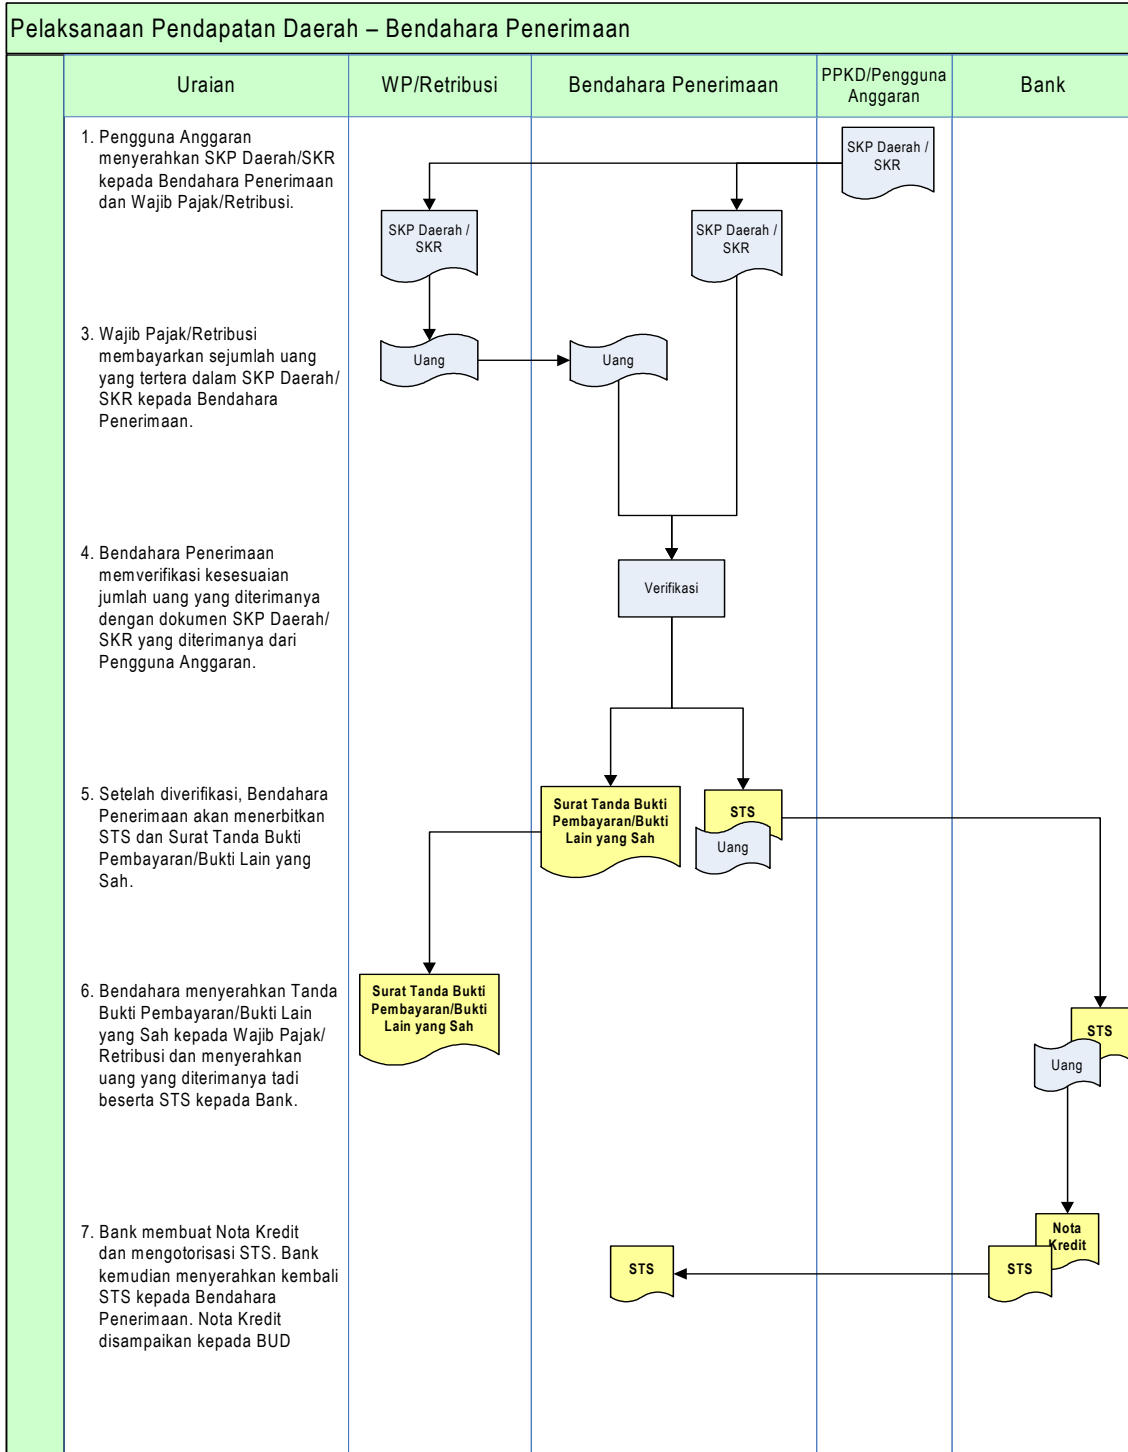 Pelaksanaan Pendapatan Daerah – Bendahara Penerimaan
Uraian
WP/Retribusi
Bendahara Penerimaan
PPKD/Pengguna
Anggaran
Bank
1. Pengguna Anggaran
menyerahkan SKP Daerah/SKR
kepada Bendahara Penerimaan
dan Wajib Pajak/Retribusi.
SKP Daerah /
SKR
SKP Daerah /
SKR
SKP Daerah /
SKR
3. Wajib Pajak/Retribusi
membayarkan sejumlah uang
yang tertera dalam SKP Daerah/
SKR kepada Bendahara
Penerimaan.
Uang
Uang
4. Bendahara Penerimaan
memverifikasi kesesuaian
jumlah uang yang diterimanya
dengan dokumen SKP Daerah/
SKR yang diterimanya dari
Pengguna Anggaran.
Verifikasi
5. Setelah diverifikasi, Bendahara
Penerimaan akan menerbitkan
STS dan Surat Tanda Bukti
Pembayaran/Bukti Lain yang
Sah.
Surat Tanda Bukti
Pembayaran/Bukti
Lain yang Sah
STS
Uang
6. Bendahara menyerahkan Tanda
Bukti Pembayaran/Bukti Lain
yang Sah kepada Wajib Pajak/
Retribusi dan menyerahkan
uang yang diterimanya tadi
beserta STS kepada Bank.
Surat Tanda Bukti
Pembayaran/Bukti
Lain yang Sah
STS
Uang
7. Bank membuat Nota Kredit
dan mengotorisasi STS. Bank
kemudian menyerahkan kembali
STS kepada Bendahara
Penerimaan. Nota Kredit
disampaikan kepada BUD
STS
Nota
Kredit
STS